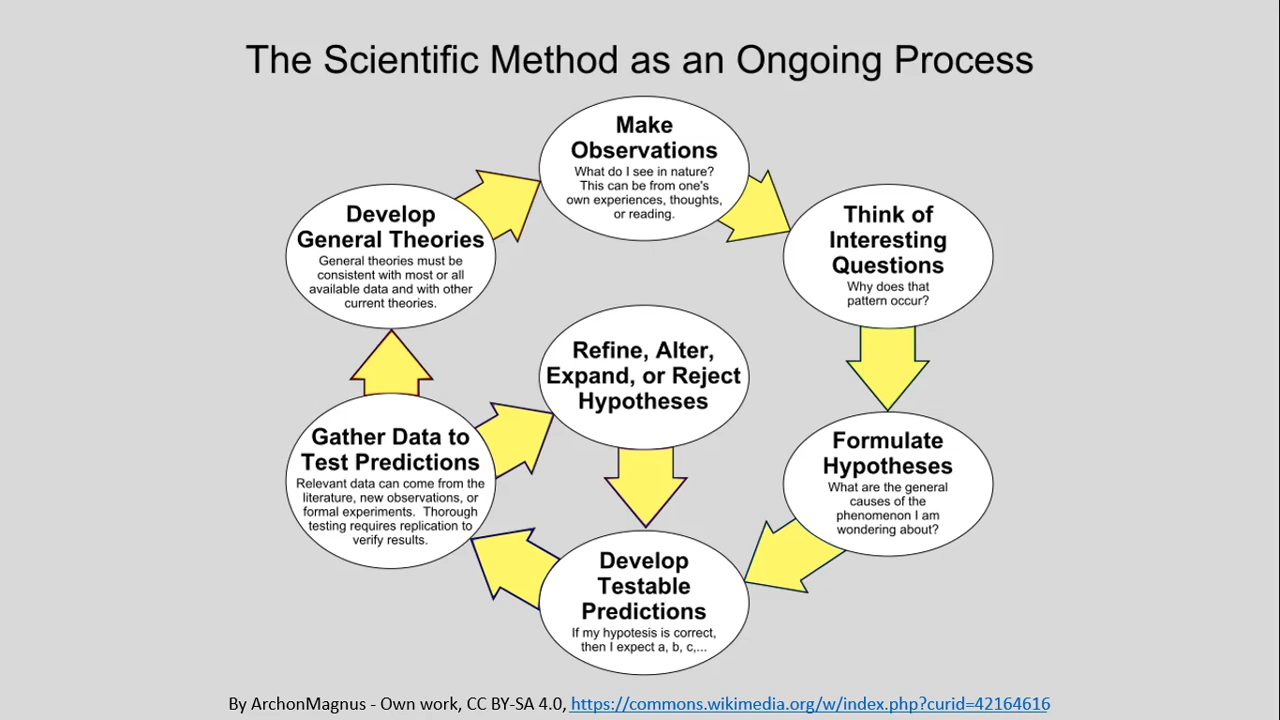 The Scientific Method as an Ongoing Process
Make
Observations
What do I see in nature?
This can be from one's
own experiences, thoughts,
or reading.
Think of
Interesting
Questions
Why does that
pattern occur?
Formulate
Hypotheses
What are the general
causes of the
phenomenon I am
wondering about?
Develop
Testable
Predictions
If my hypotesis is correct,
then I expect a, b, c,...
Gather Data to
Test Predictions
Relevant data can come from the
literature, new observations, or
formal experiments. Thorough
testing requires replication to
verify results.
Refine, Alter,
Expand, or Reject
Hypotheses
Develop
General Theories
General theories must be
consistent with most or all
available data and with other
current theories.
By ArchonMagnus - Own work, CC BY-SA 4.0, https://commons.wikimedia.org/w/index.php?curid=42164616